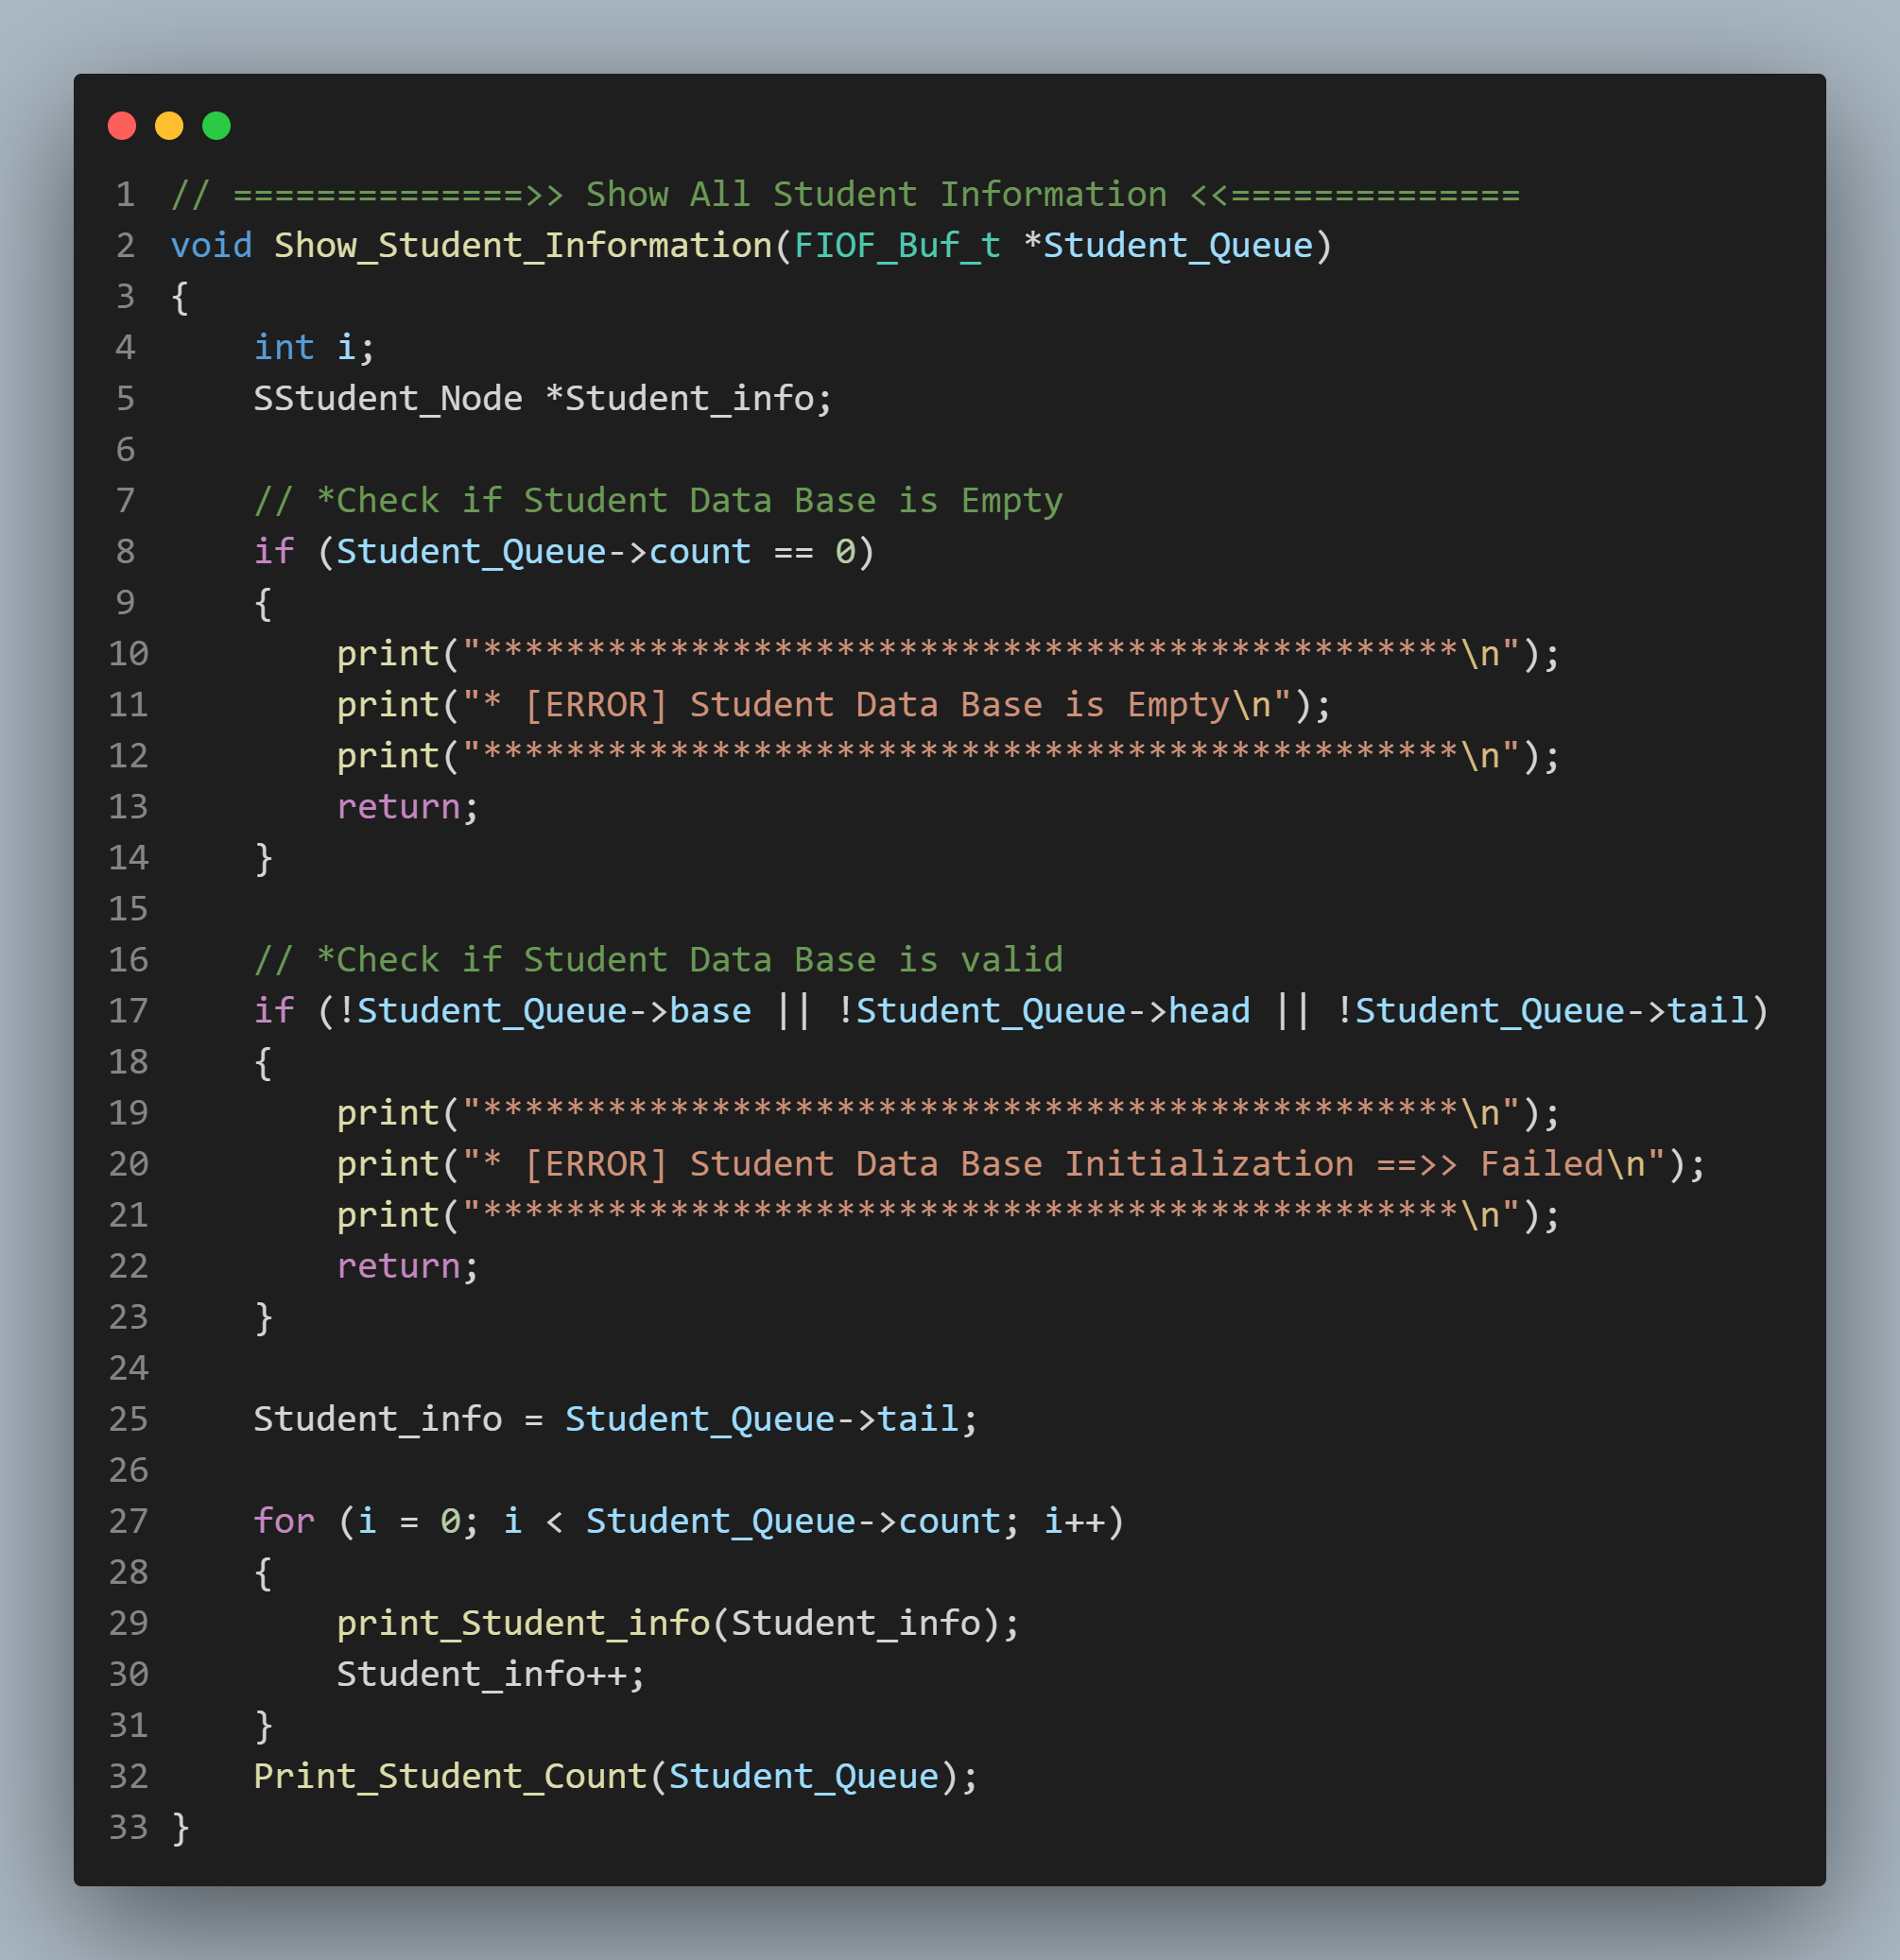 1 // ==============>> Show All Student Information <<==============
2 void Show_Student_Information(FIOF_Buf_t *Student_Queue)
3 {
4     int i;
5     SStudent_Node *Student_info;
6
7     // *Check if Student Data Base is Empty
8     if (Student_Queue->count == 0)
9     {
10         print("***********************************************\n");
11         print("* [ERROR] Student Data Base is Empty\n");
12         print("***********************************************\n");
13         return;
14     }
15
16     // *Check if Student Data Base is valid
17     if (!Student_Queue->base || !Student_Queue->head || !Student_Queue->tail)
18     {
19         print("***********************************************\n");
20         print("* [ERROR] Student Data Base Initialization ==>> Failed\n");
21         print("***********************************************\n");
22         return;
23     }
24
25     Student_info = Student_Queue->tail;
26
27     for (i = 0; i < Student_Queue->count; i++)
28     {
29         print_Student_info(Student_info);
30         Student_info++;
31     }
32     Print_Student_Count(Student_Queue);
33 }